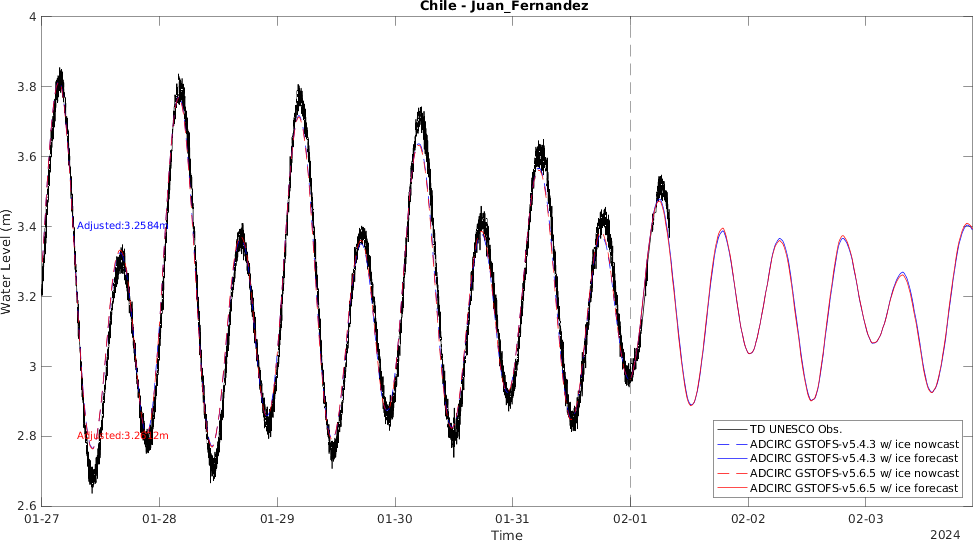 Chile - Juan_Fernandez
Water Level (m)
4
3.8
3.6
3.4
3.2
3
2.8
2.6
Adjusted:3.2584m
TD UNESCO Obs.
ADCIRC GSTOFS-v5.4.3 w/ ice nowcast
ADCIRC GSTOFS-v5.4.3 w/ ice forecast
ADCIRC GSTOFS-v5.6.5 w/ ice nowcast
ADCIRC GSTOFS-v5.6.5 w/ ice forecast
01-27 01-28 01-29 01-30 01-31 02-01 02-02 02-03
Time
2024